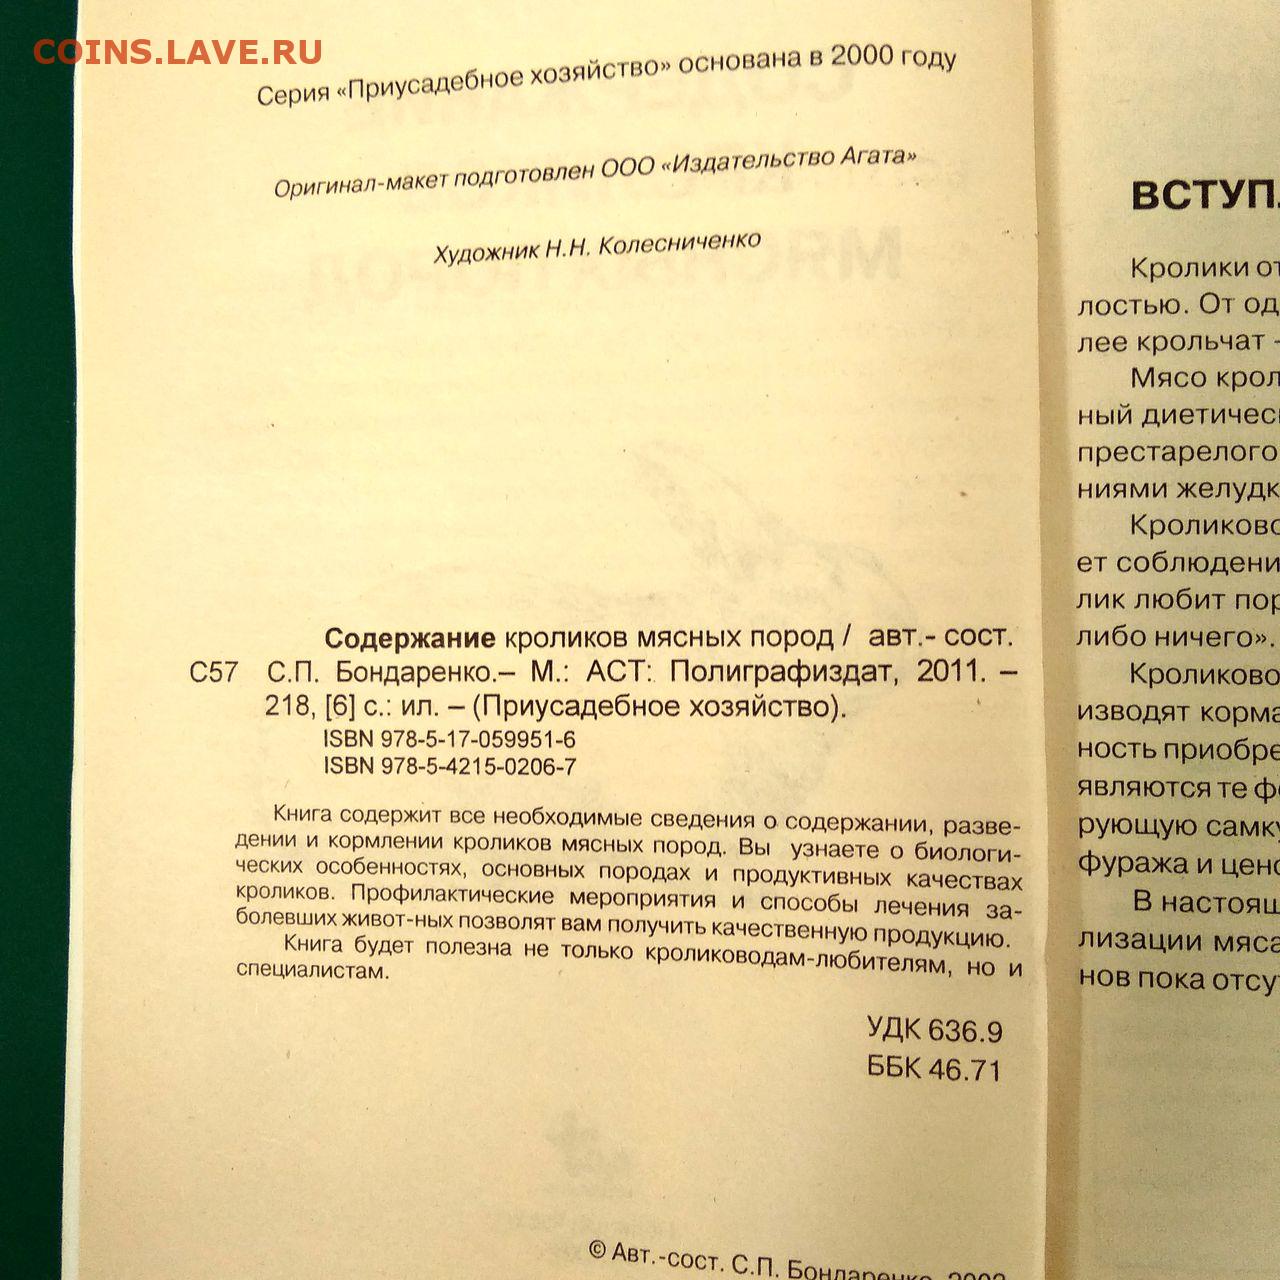 COINS.LAVE.RU
Серия «Приусадебное хозяйство» основана в 2000 году
Оригинал-макет подготовлен ООО «Издательство Агата»
Художник Н.Н. Колесниченко
Содержание кроликов мясных пород / авт.- сост.
С57 С.П. Бондаренко.– М.: АСТ: Полиграфиздат, 2011. –
218, [6] с.: ил. – (Приусадебное хозяйство).
ISBN 978-5-17-059951-6
ISBN 978-5-4215-0206-7
Книга содержит все необходимые сведения о содержании, разве-
дении и кормлении кроликов мясных пород. Вы узнаете о биологи-
ческих особенностях, основных породах и продуктивных качествах
кроликов. Профилактические мероприятия и способы лечения за-
болевших живот-ных позволят вам получить качественную продукцию.
Книга будет полезна не только кролиководам-любителям, но и
специалистам.
УДК 636.9
ББК 46.71
© Авт.-сост. С.П. Бондаренко,
ВСТУП
Кролики от
лостью. От од
лее крольчат -
Мясо крол
ный диетичес
престарелого
ниями желудк
Кроликово
ет соблюдени
лик любит пор
либо ничего».
Кроликово
изводят корма
ность приобре
являются те ф
рующую самку
фуража и цено
В настоящ
лизации мяса
нов пока отсу